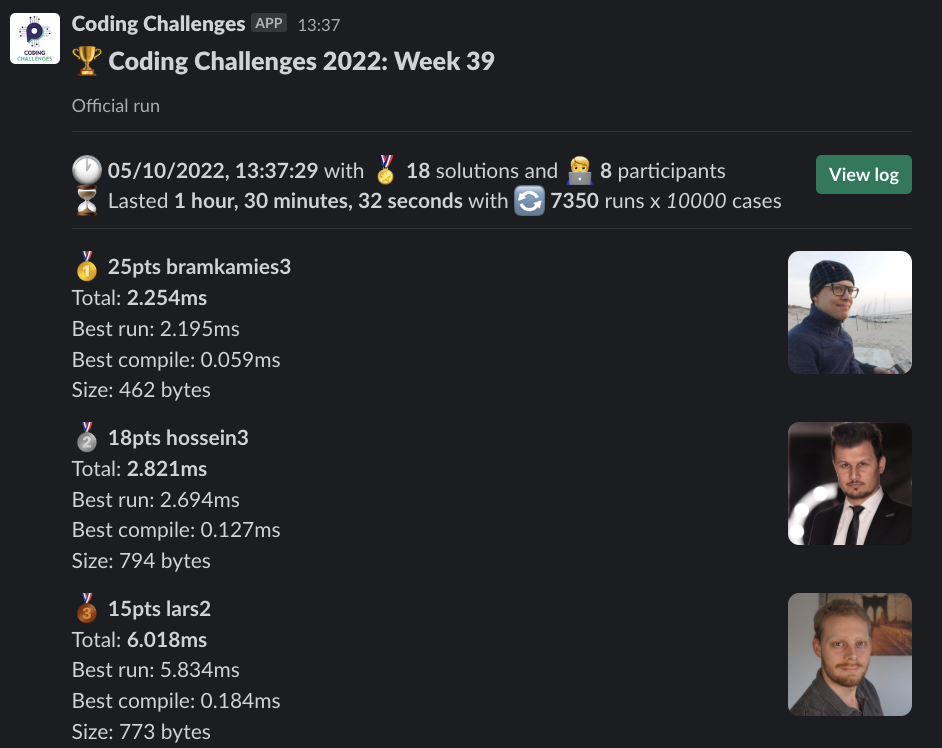 Coding Challenges APP 13:37
Coding Challenges 2022: Week 39
Official run
05/10/2022, 13:37:29 with 18 solutions and 8 participants
View log
Lasted 1 hour, 30 minutes, 32 seconds with 7350 runs x 10000 cases
1 25pts bramkamies3
Total: 2.254ms
Best run: 2.195ms
Best compile: 0.059ms
Size: 462 bytes
2 18pts hossein3
Total: 2.821ms
Best run: 2.694ms
Best compile: 0.127ms
Size: 794 bytes
3 15pts lars2
Total: 6.018ms
Best run: 5.834ms
Best compile: 0.184ms
Size: 773 bytes
CODING
CHALLENGES